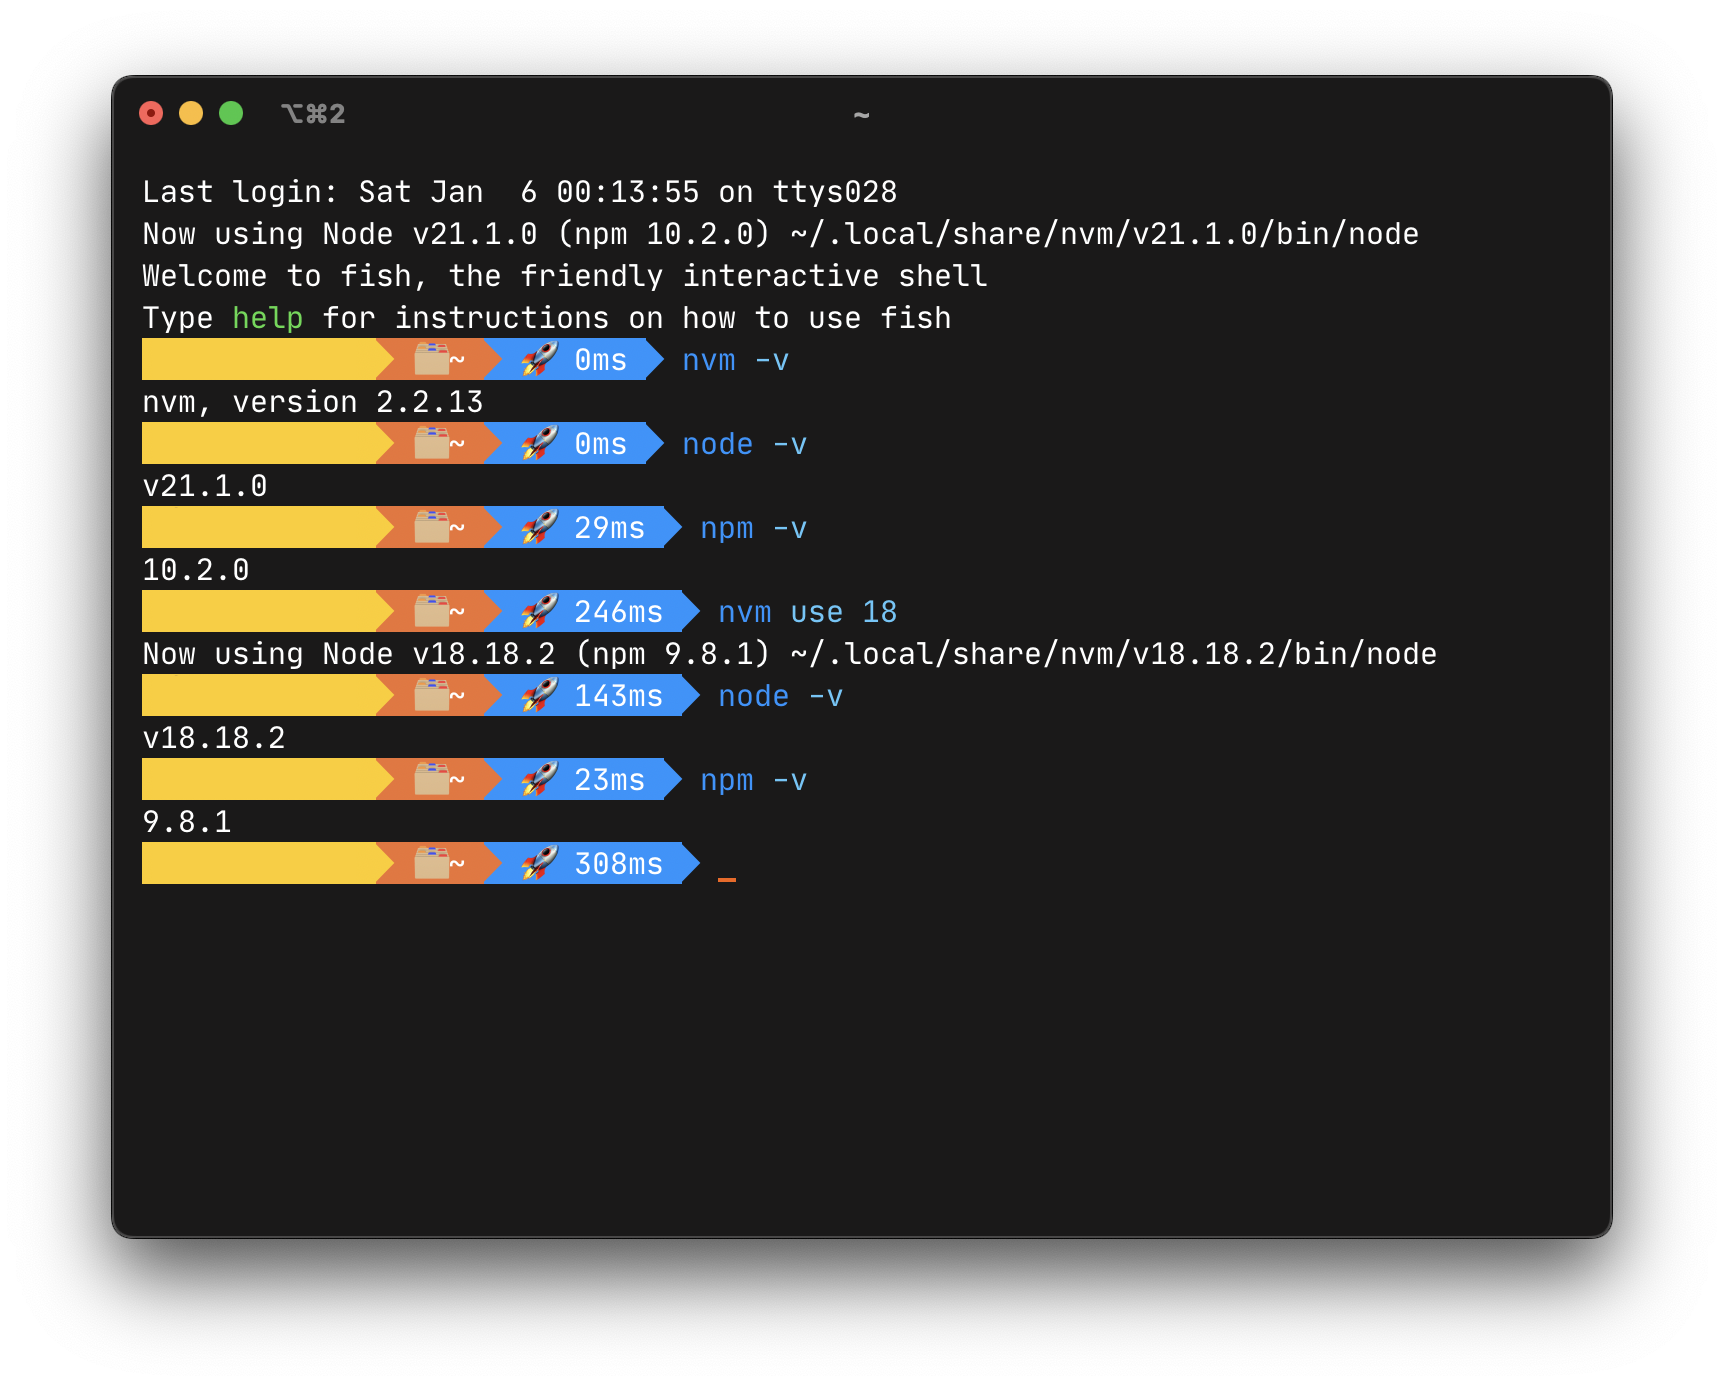 ⌥⌘2 ~
Last login: Sat Jan  6 00:13:55 on ttys028
Now using Node v21.1.0 (npm 10.2.0) ~/.local/share/nvm/v21.1.0/bin/node
Welcome to fish, the friendly interactive shell
Type help for instructions on how to use fish
~ 0ms nvm -v
nvm, version 2.2.13
~ 0ms node -v
v21.1.0
~ 29ms npm -v
10.2.0
~ 246ms nvm use 18
Now using Node v18.18.2 (npm 9.8.1) ~/.local/share/nvm/v18.18.2/bin/node
~ 143ms node -v
v18.18.2
~ 23ms npm -v
9.8.1
~ 308ms _